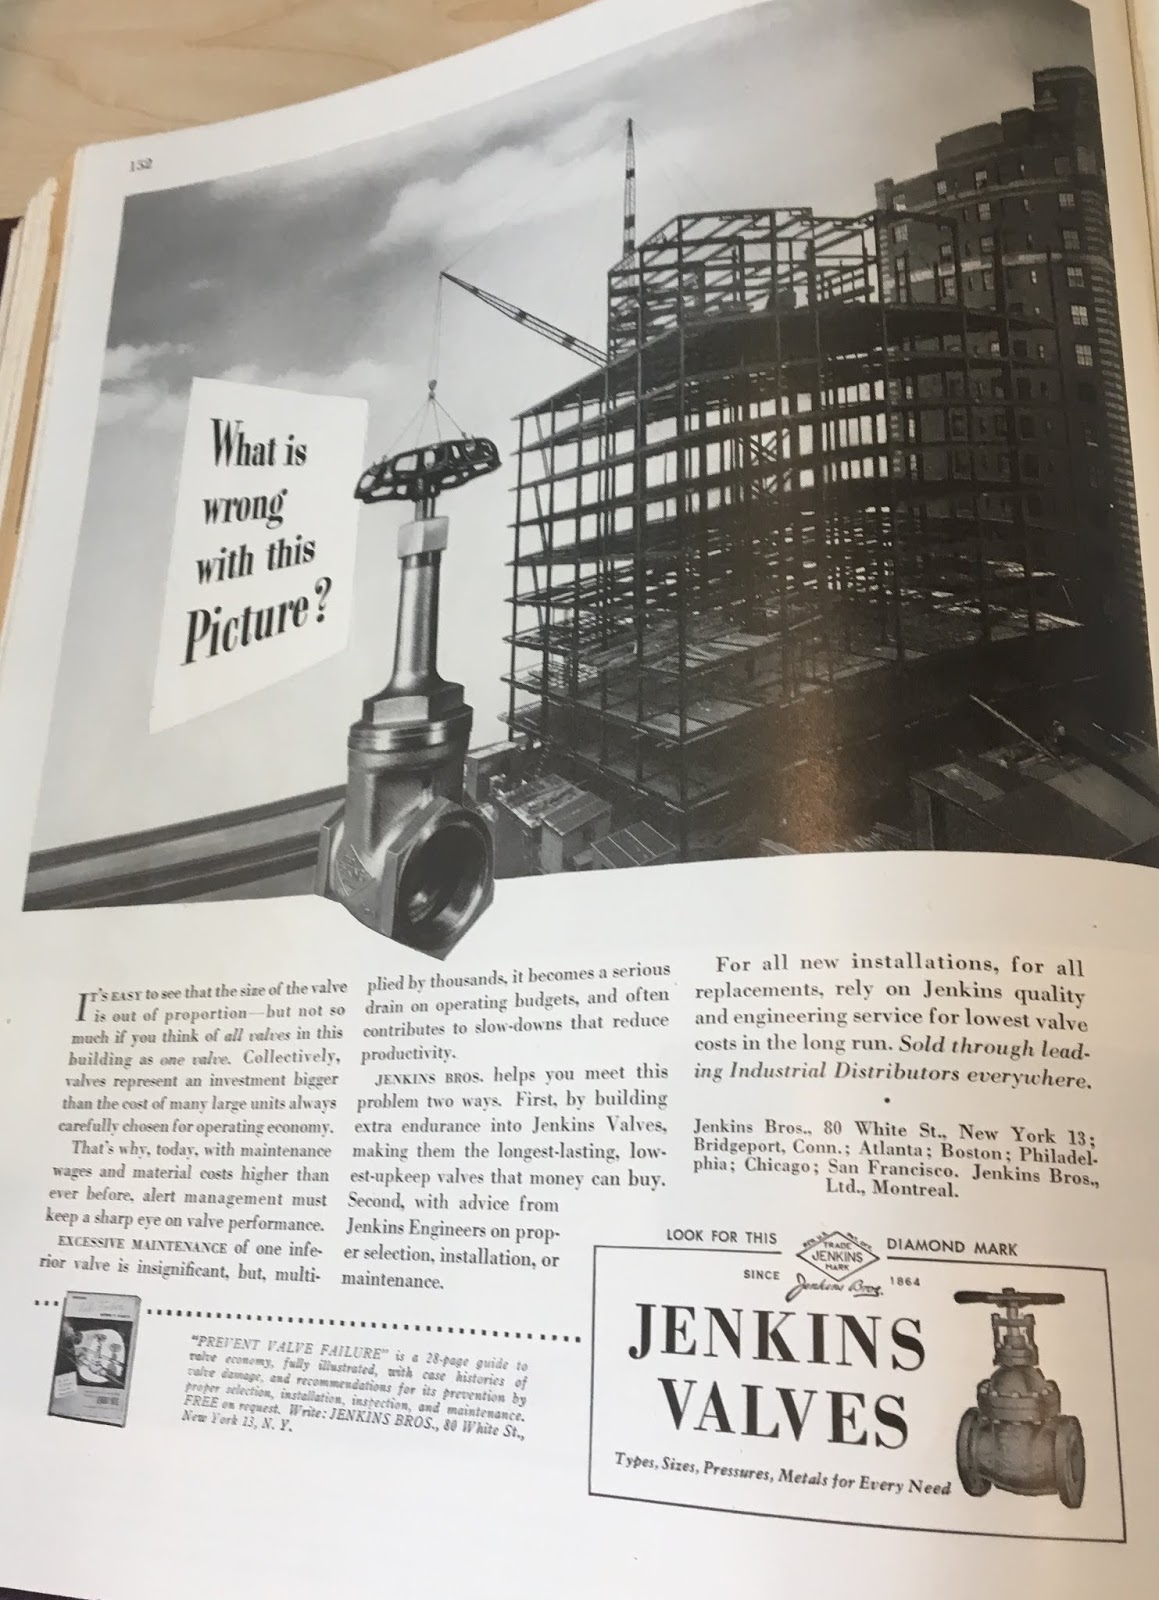 152
What is
wrong
with this
Picture?
IT'S EASY to see that the size of the valve
is out of proportion—but not so
much if you think of all valves in this
building as one valve. Collectively,
valves represent an investment bigger
than the cost of many large units always
carefully chosen for operating economy.
That's why, today, with maintenance
wages and material costs higher than
ever before, alert management must
keep a sharp eye on valve performance.
EXCESSIVE MAINTENANCE of one infe-
rior valve is insignificant, but, multi-
plied by thousands, it becomes a serious
drain on operating budgets, and often
contributes to slow-downs that reduce
productivity.
JENKINS BROS. helps you meet this
problem two ways. First, by building
extra endurance into Jenkins Valves,
making them the longest-lasting, low-
est-upkeep valves that money can buy.
Second, with advice from
Jenkins Engineers on prop-
er selection, installation, or
maintenance.
For all new installations, for all
replacements, rely on Jenkins quality
and engineering service for lowest valve
costs in the long run. Sold through lead-
ing Industrial Distributors everywhere.
•
Jenkins Bros., 80 White St., New York 13;
Bridgeport, Conn.; Atlanta; Boston; Philadel-
phia; Chicago; San Francisco. Jenkins Bros.,
Ltd., Montreal.
"PREVENT VALVE FAILURE" is a 28-page guide to
valve economy, fully illustrated, with case histories of
valve damage, and recommendations for its prevention by
proper selection, installation, inspection, and maintenance.
FREE on request. Write: JENKINS BROS., 80 White St.,
New York 13, N. Y.
LOOK FOR THIS
TRADE
JENKINS
MARK
DIAMOND MARK
SINCE
Jenkins Bros.
1864
JENKINS
VALVES
Types, Sizes, Pressures, Metals for Every Need